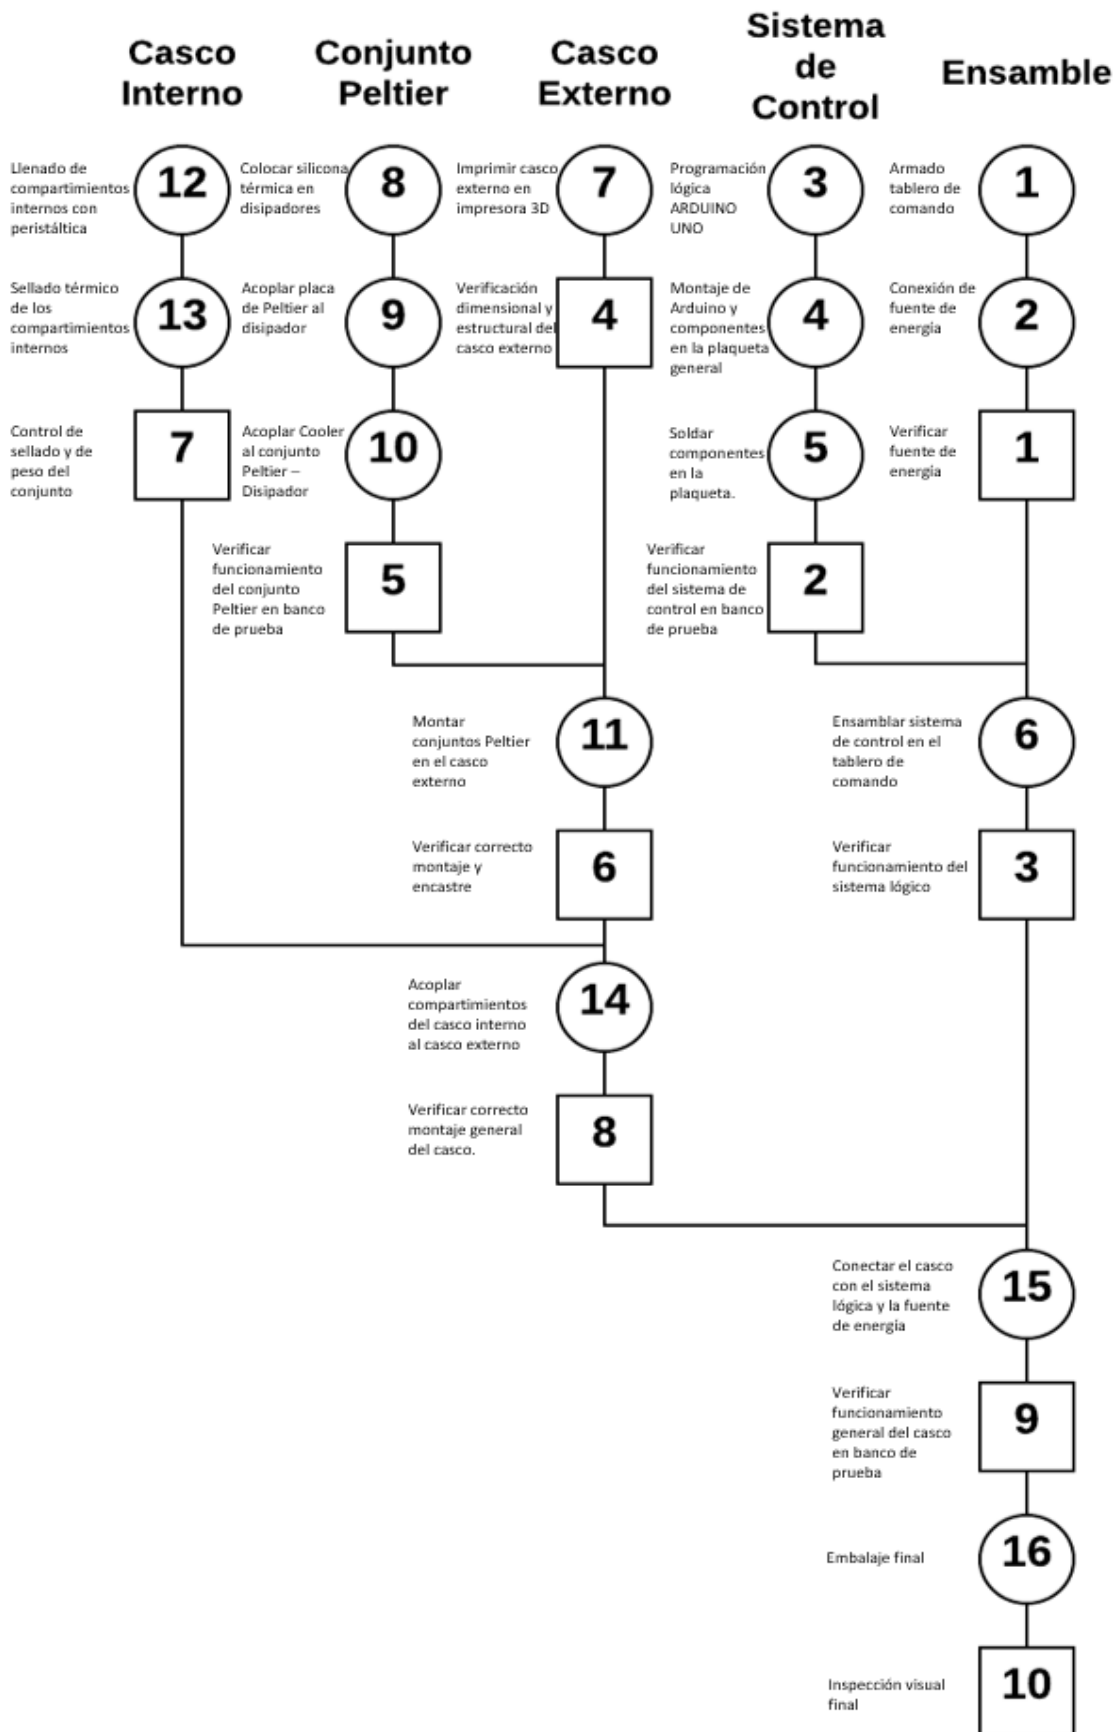 Casco
Interno
Conjunto
Peltier
Casco
Externo
Sistema
de
Control
Ensamble
Llenado de
compartimientos
internos con
peristáltica
12
Colocar silicona
térmica en
disipadores
8
Imprimir casco
externo en
impresora 3D
7
Programación
lógica
ARDUINO
UNO
3
Armado
tablero de
comando
1
Sellado térmico
de los
compartimientos
internos
13
Acoplar placa
de Peltier al
disipador
9
Verificación
dimensional y
estructural del
casco externo
4
Montaje de
Arduino y
componentes
en la plaqueta
general
4
Conexión de
fuente de
energía
2
Control de
sellado y de
peso del
conjunto
7
Acoplar Cooler
al conjunto
Peltier –
Disipador
10
Soldar
componentes
en la
plaqueta.
5
Verificar
fuente de
energía
1
Verificar
funcionamiento
del conjunto
Peltier en banco
de prueba
5
Verificar
funcionamiento
del sistema de
control en banco
de prueba
2
Montar
conjuntos Peltier
en el casco
externo
11
Ensamblar sistema
de control en el
tablero de
comando
6
Verificar correcto
montaje y
encastre
6
Verificar
funcionamiento del
sistema lógico
3
Acoplar
compartimientos
del casco interno
al casco externo
14
Verificar correcto
montaje general
del casco.
8
Conectar el casco
con el sistema
lógica y la fuente
de energía
15
Verificar
funcionamiento
general del casco
en banco de
prueba
9
Embalaje final
16
Inspección visual
final
10